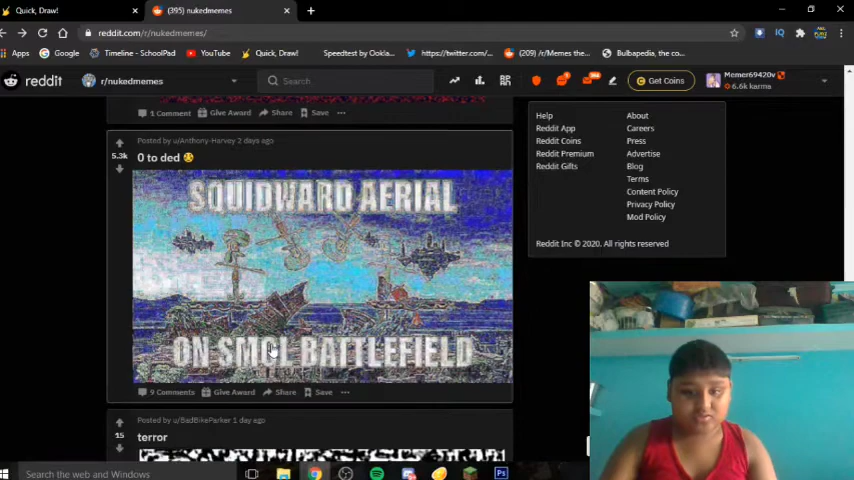 Quick, Draw!
(395) nukedmemes
reddit.com/r/nukedmemes/
Apps
Google
Timeline - SchoolPad
YouTube
Quick, Draw!
Speedtest by Ookla...
https://twitter.com/...
(209) /r/Memes the...
Bulbapedia, the co...
reddit
r/nukedmemes
Search
Get Coins
Memer69420v
6.6k karma
1 Comment
Give Award
Share
Save
Posted by u/Anthony-Harvey 2 days ago
5.3k
0 to ded
SQUIDWARD AERIAL
ON SMOL BATTLEFIELD
9 Comments
Give Award
Share
Save
Posted by u/BadBikeParker 1 day ago
15
terror
Help
About
Reddit App
Careers
Reddit Coins
Press
Reddit Premium
Advertise
Reddit Gifts
Blog
Terms
Content Policy
Privacy Policy
Mod Policy
Reddit Inc © 2020. All rights reserved
Search the web and Windows
Ps